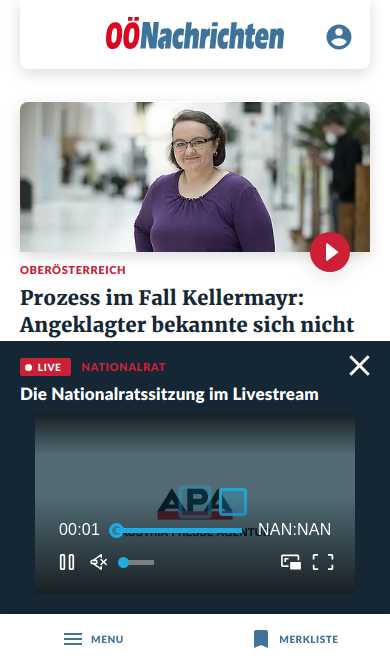 OÖNachrichten
OBERÖSTERREICH
Prozess im Fall Kellermayr:
Angeklagter bekannte sich nicht
LIVE NATIONALRAT
Die Nationalratssitzung im Livestream
APA
AUSTRIA PRESSE AGENTUR
00:01 NAN:NAN
MENU MERKLISTE